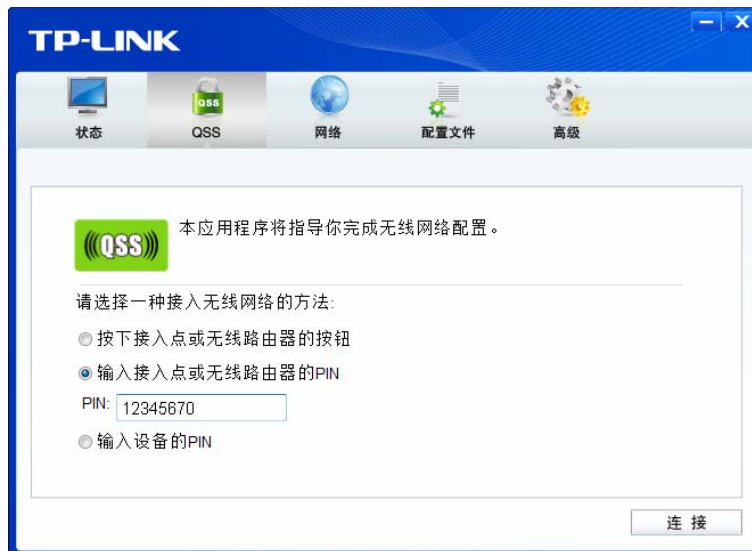 TP-LINK
状态
QSS
QSS
网络
配置文件
高级
QSS
本应用程序将指导你完成无线网络配置。
请选择一种接入无线网络的方法:
按下接入点或无线路由器的按钮
输入接入点或无线路由器的PIN
PIN: 12345670
输入设备的PIN
连接